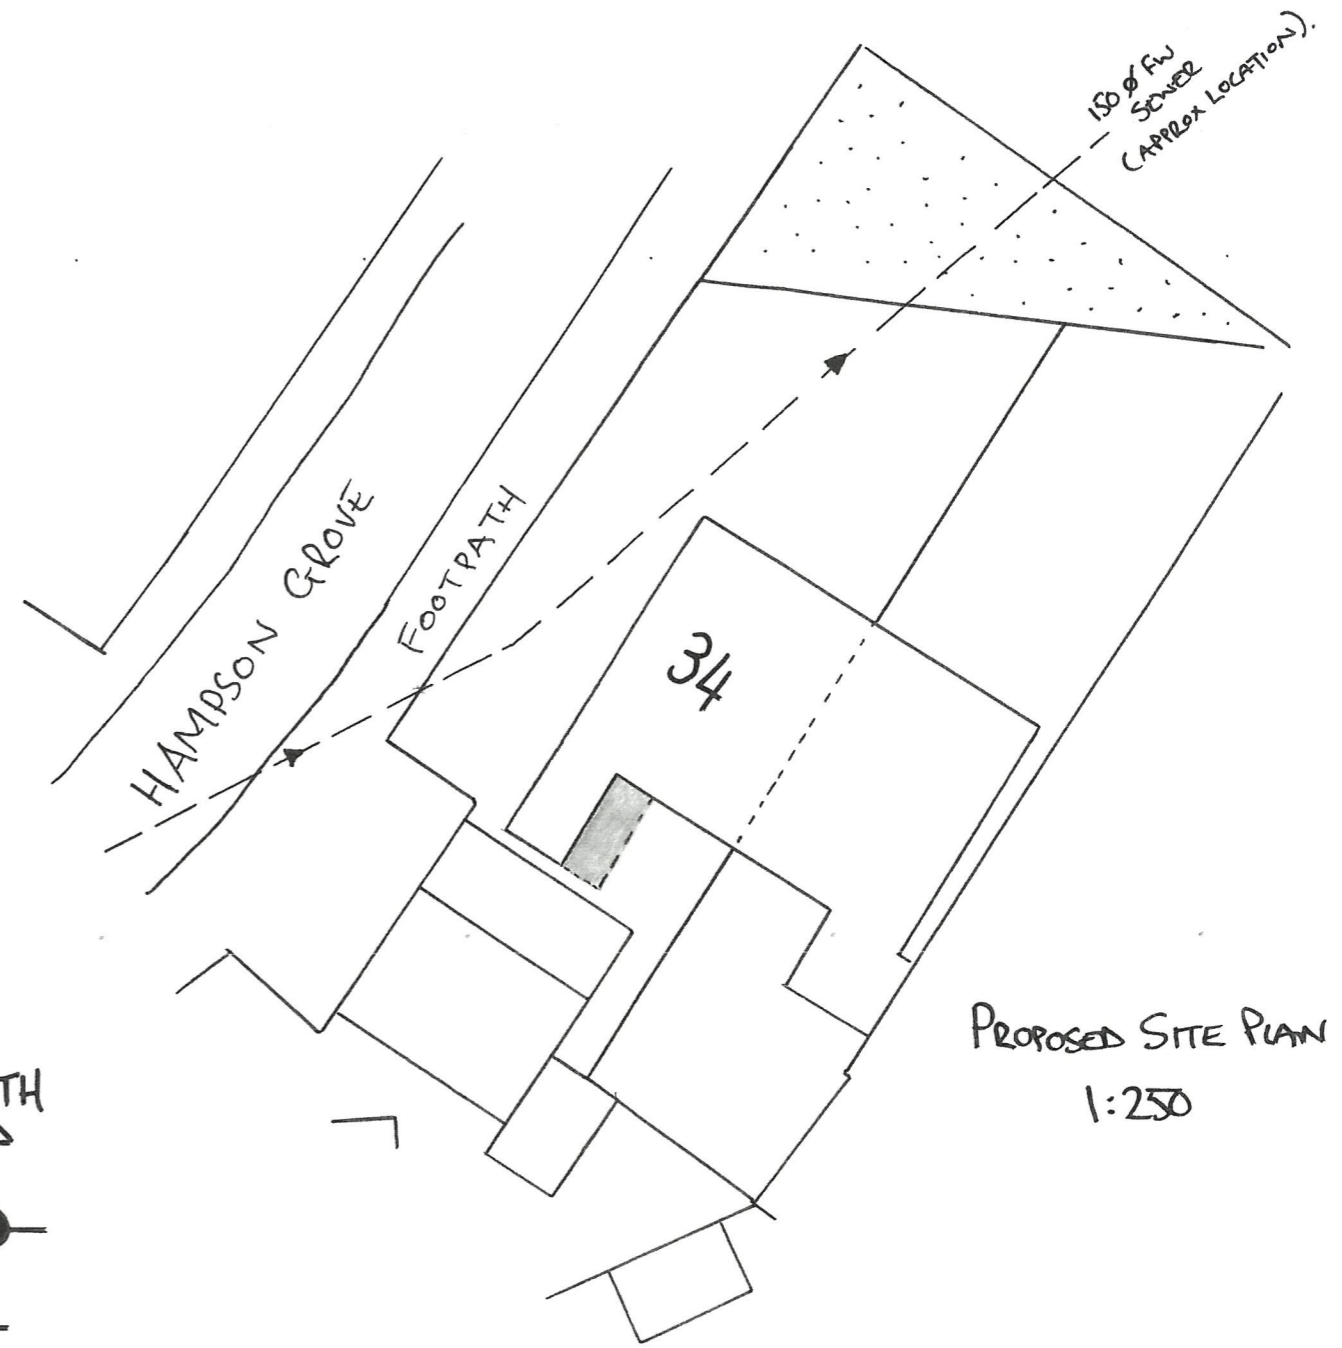 150 Ø FW
SEWER
(APPROX LOCATION).
HAMPSON GROVE
FOOTPATH
34
PROPOSED SITE PLAN
1:250
TH